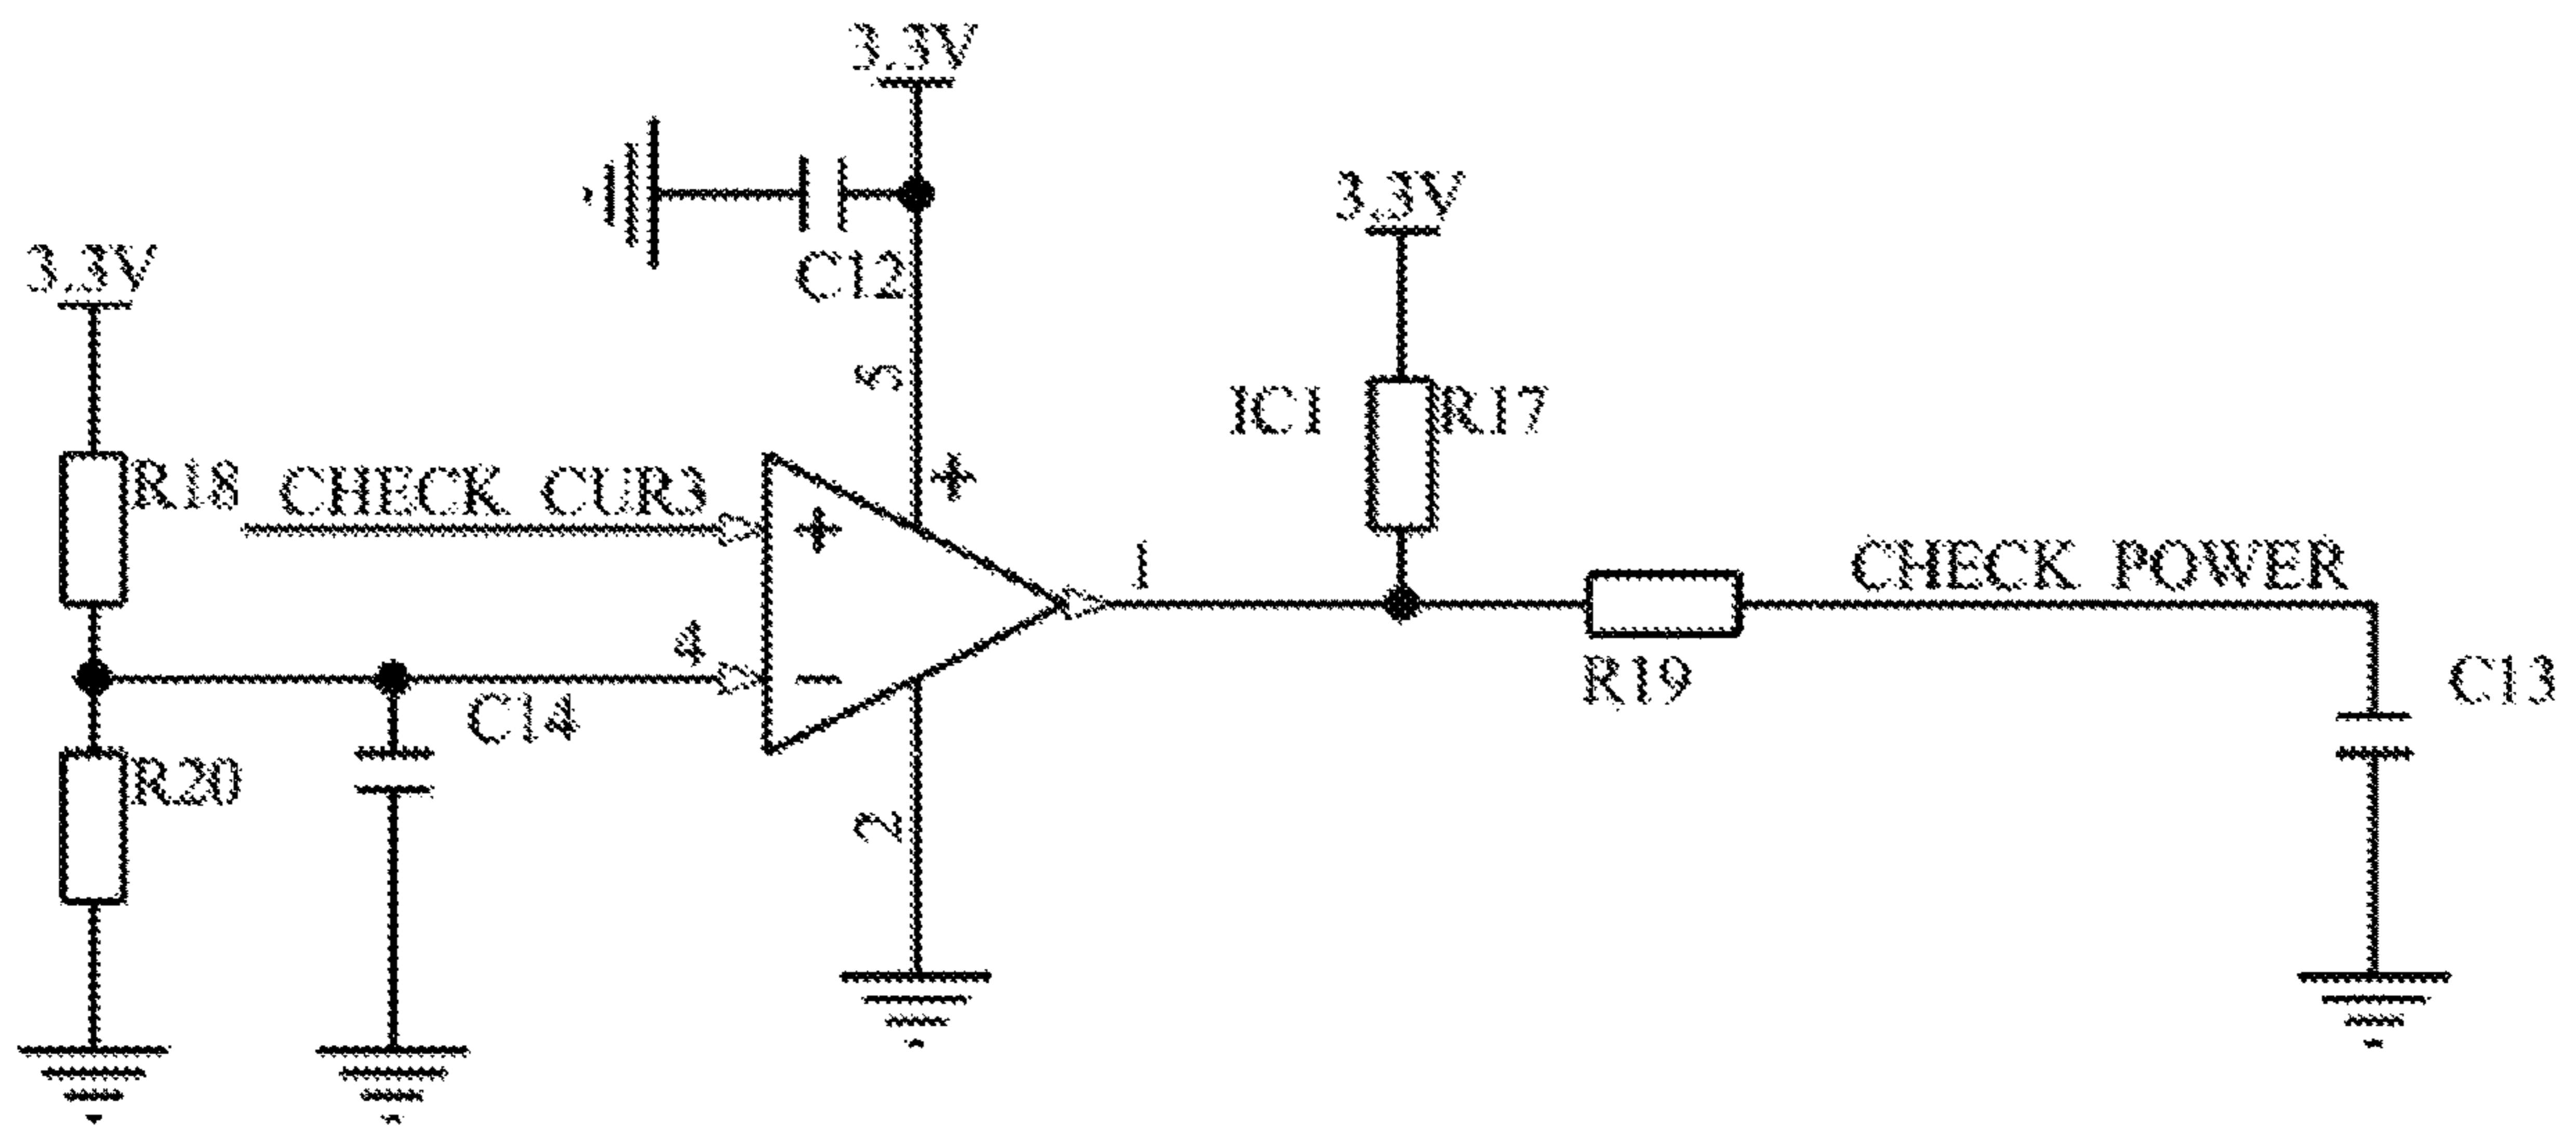 3.3V
3.3V
3.3V
C12
5
IC1
R17
R18
CHECK CUR3
+
+
1
CHECK POWER
4
−
C14
R19
C13
R20
2